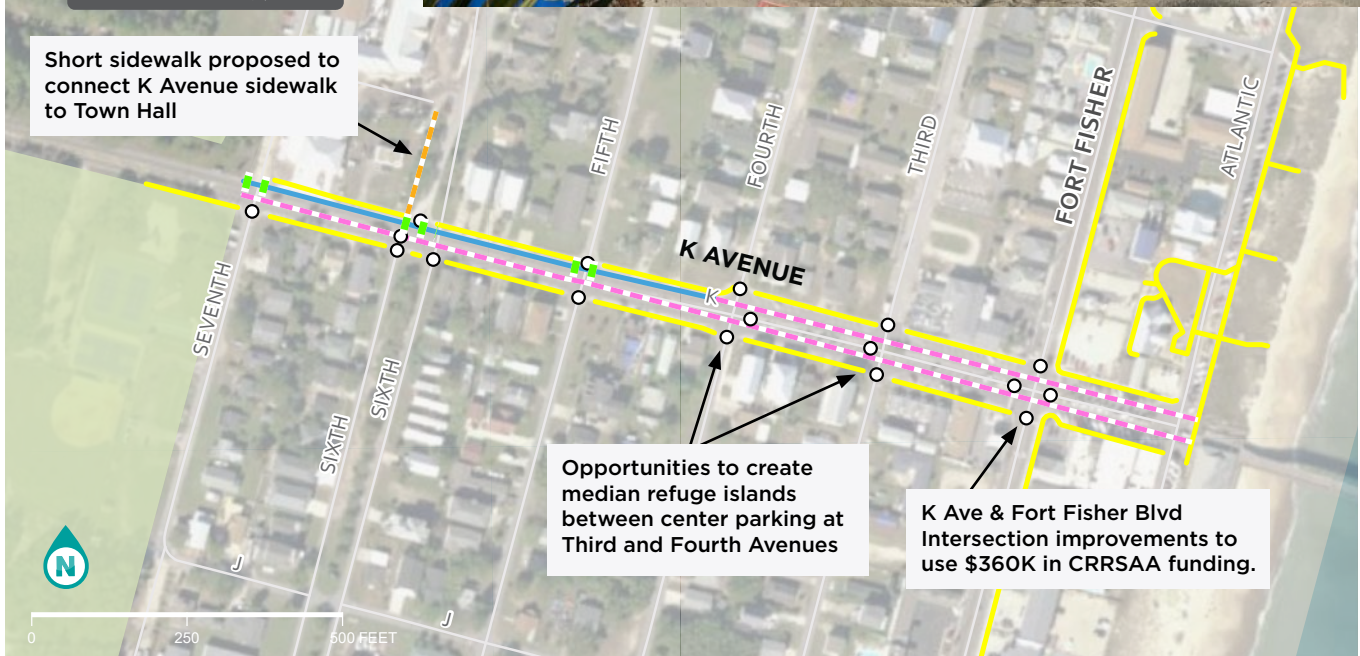 Short sidewalk proposed to
connect K Avenue sidewalk
to Town Hall
FIFTH
FOURTH
THIRD
FORT FISHER
ATLANTIC
K AVENUE
K
SEVENTH
SIXTH
SIXTH
Opportunities to create
median refuge islands
between center parking at
Third and Fourth Avenues
K Ave & Fort Fisher Blvd
Intersection improvements to
use $360K in CRRSAA funding.
N
J
J
0 250 500 FEET